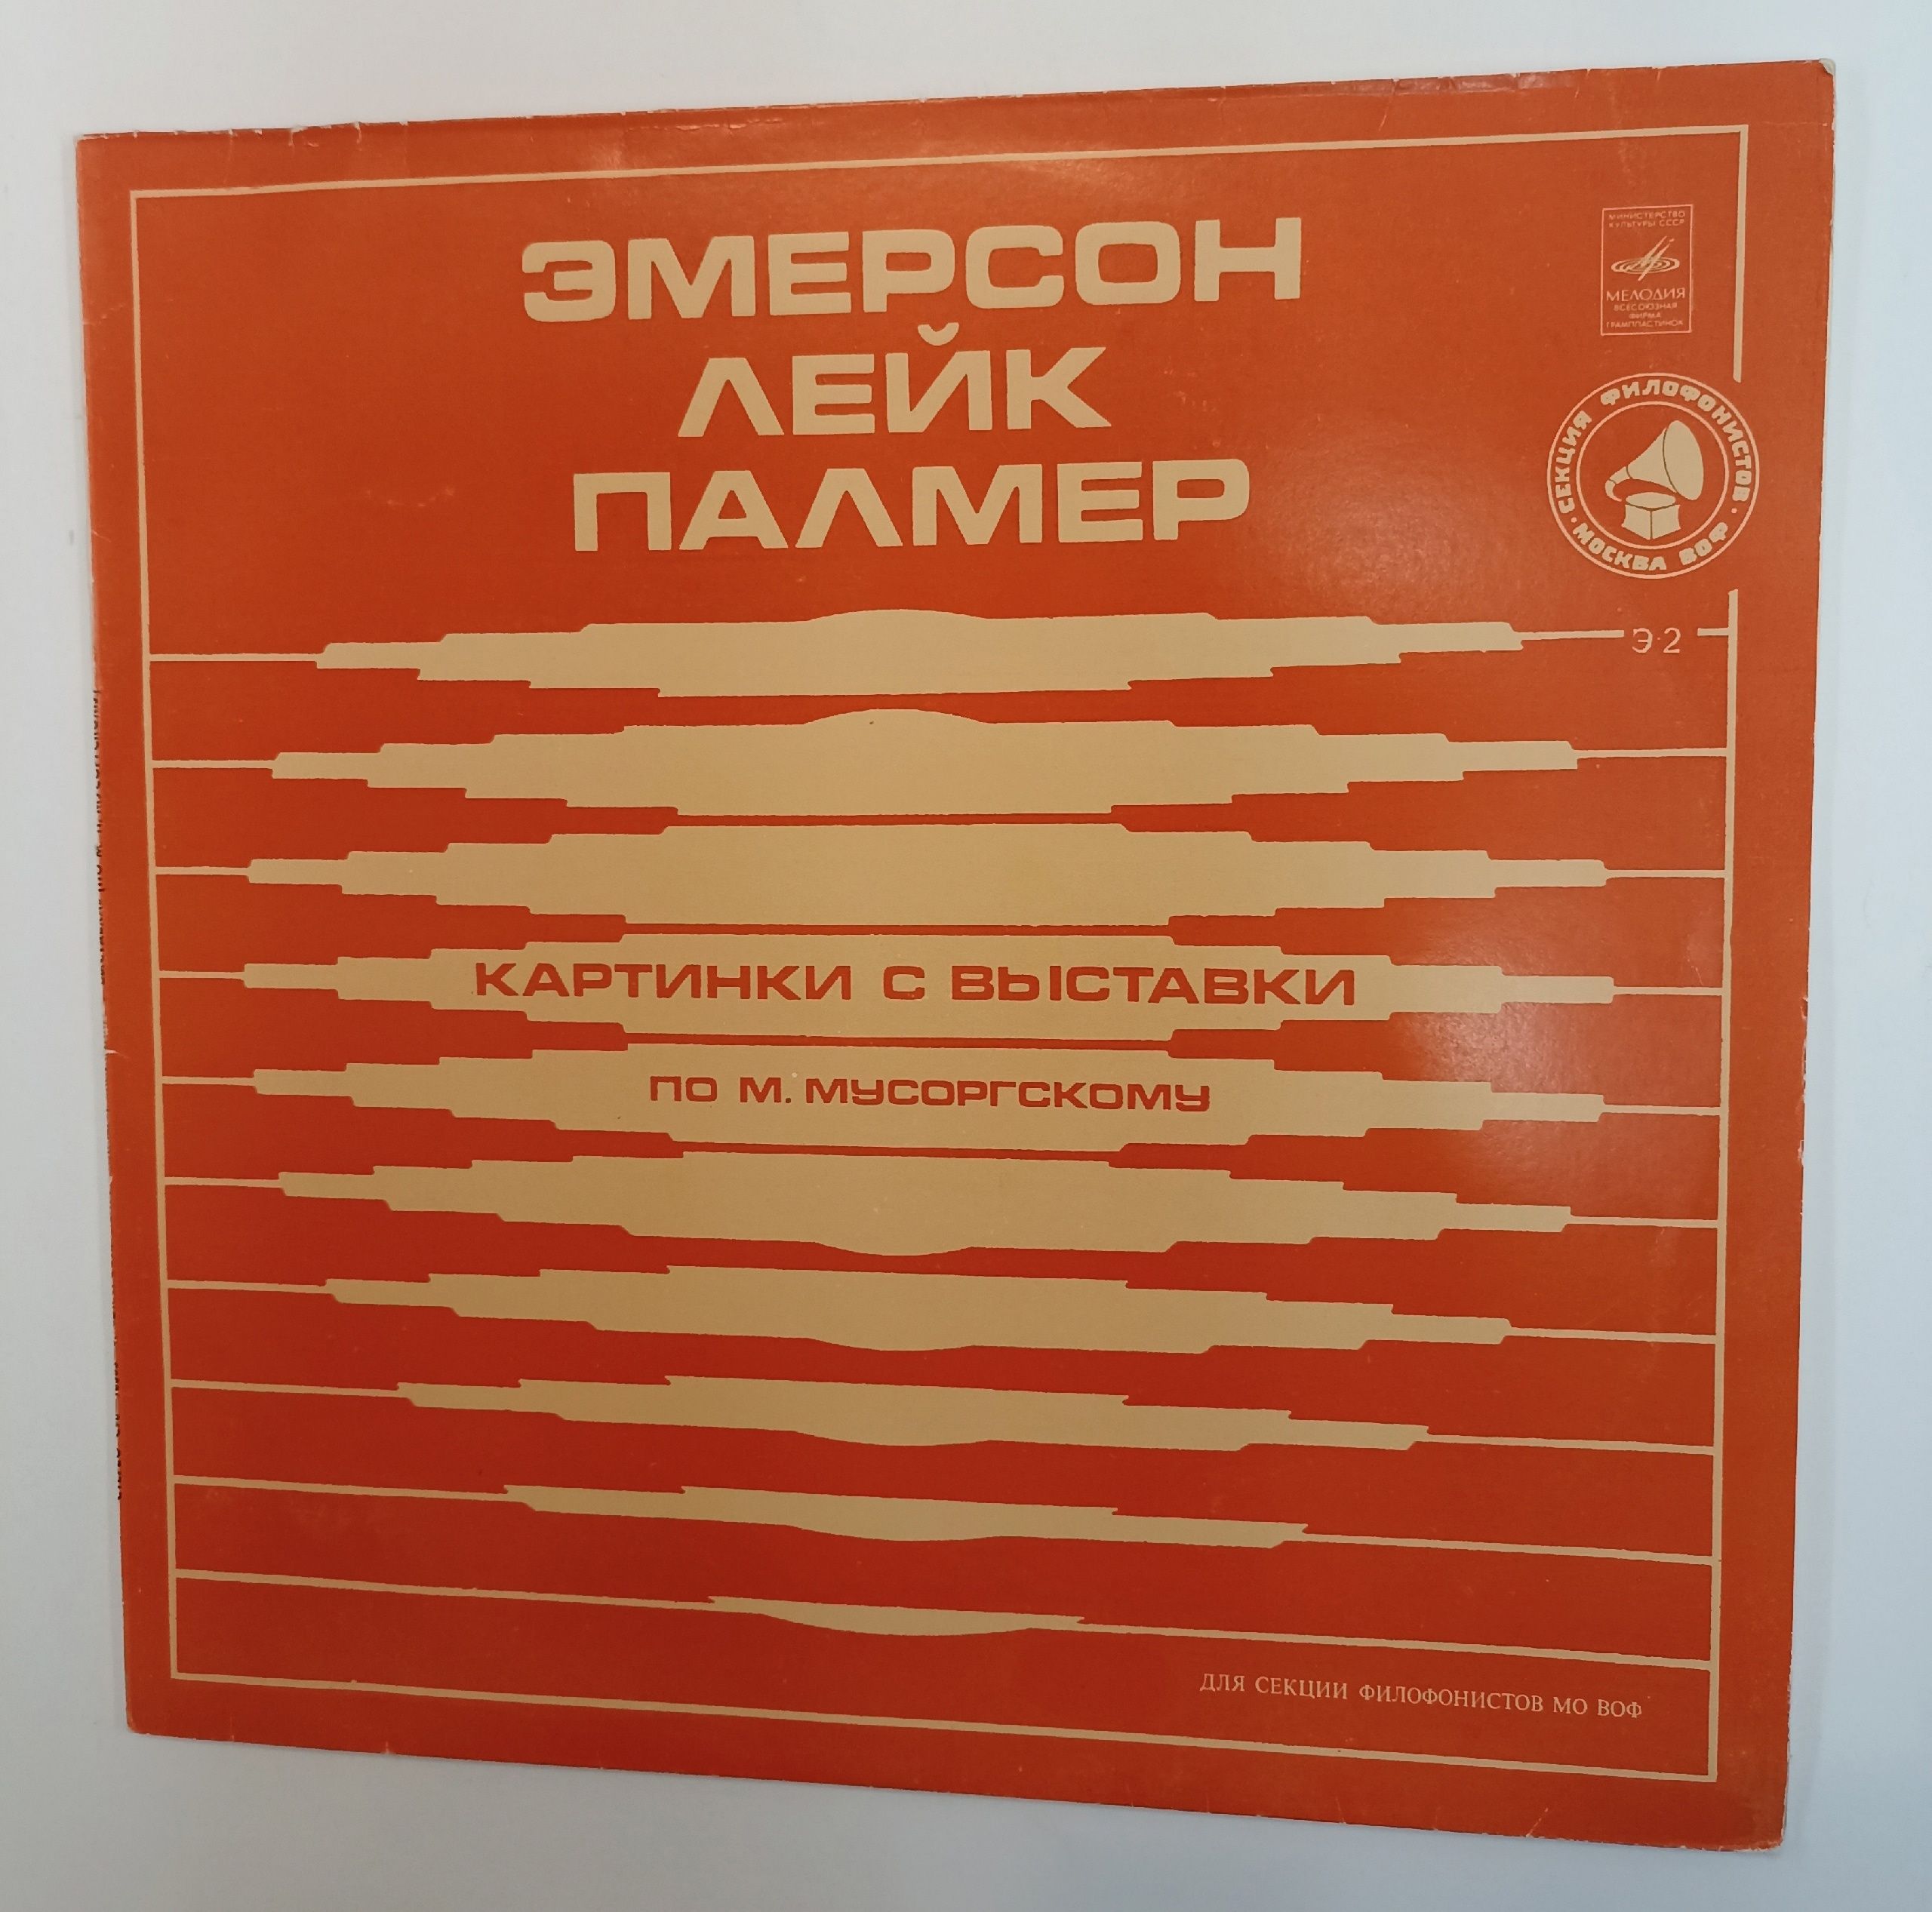 ЭМЕРСОН
ЛЕЙК
ПАЛМЕР
МИНИСТЕРСТВО
КУЛЬТУРЫ СССР
МЕЛОДИЯ
ВСЕСОЮЗНАЯ
ФИРМА
ГРАМПЛАСТИНОК
СЕКЦИЯ ФИЛОФОНИСТОВ
МОСКВА ВОФ
Э·2
КАРТИНКИ С ВЫСТАВКИ
ПО М. МУСОРГСКОМУ
ДЛЯ СЕКЦИИ ФИЛОФОНИСТОВ МО ВОФ